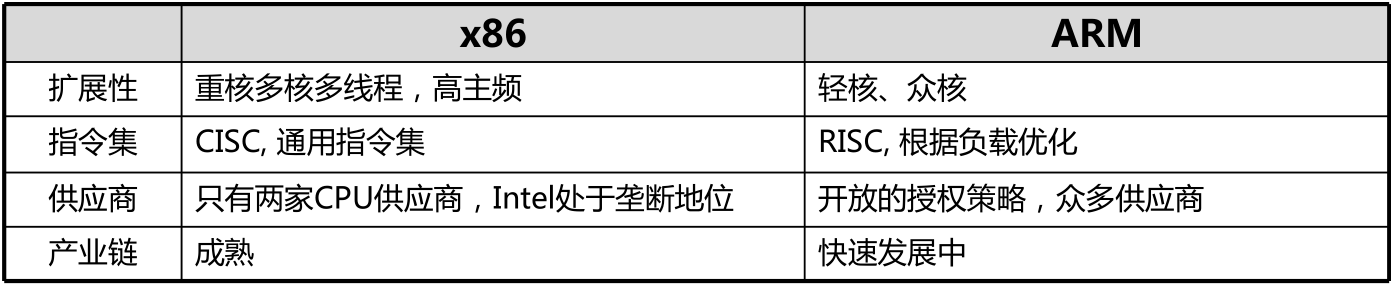 x86 ARM
扩展性 重核多核多线程，高主频 轻核、众核
指令集 CISC, 通用指令集 RISC, 根据负载优化
供应商 只有两家CPU供应商，Intel处于垄断地位 开放的授权策略，众多供应商
产业链 成熟 快速发展中